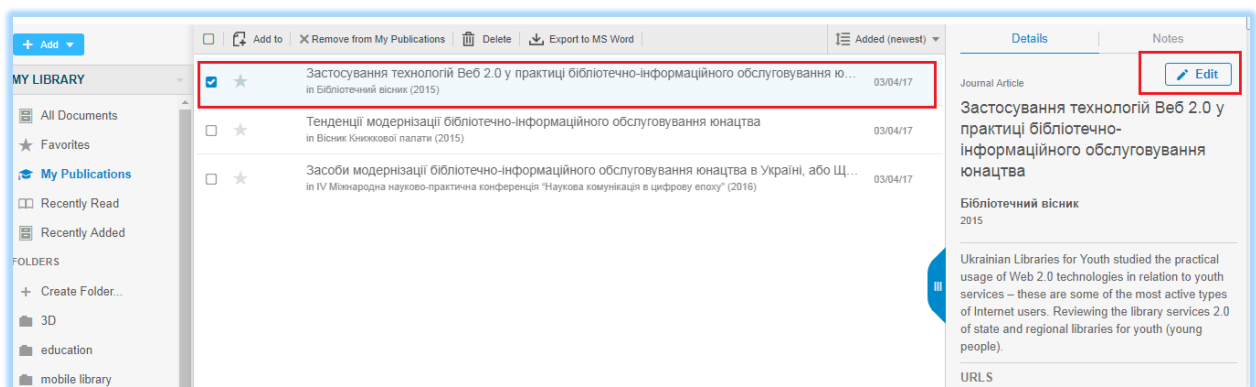 + Add
MY LIBRARY
All Documents
Favorites
My Publications
Recently Read
Recently Added
FOLDERS
+ Create Folder...
3D
education
mobile library
Add to
Remove from My Publications
Delete
Export to MS Word
Added (newest)
Застосування технологій Веб 2.0 у практиці бібліотечно-інформаційного обслуговування ю...
in Бібліотечний вісник (2015)
03/04/17
Тенденції модернізації бібліотечно-інформаційного обслуговування юнацтва
in Вісник Книжкової палати (2015)
03/04/17
Засоби модернізації бібліотечно-інформаційного обслуговування юнацтва в Україні, або Щ...
in IV Міжнародна науково-практична конференція "Наукова комунікація в цифрову епоху" (2016)
03/04/17
Details
Notes
Journal Article
Edit
Застосування технологій Веб 2.0 у
практиці бібліотечно-
інформаційного обслуговування
юнацтва
Бібліотечний вісник
2015
Ukrainian Libraries for Youth studied the practical
usage of Web 2.0 technologies in relation to youth
services – these are some of the most active types
of Internet users. Reviewing the library services 2.0
of state and regional libraries for youth (young
people).
URLS